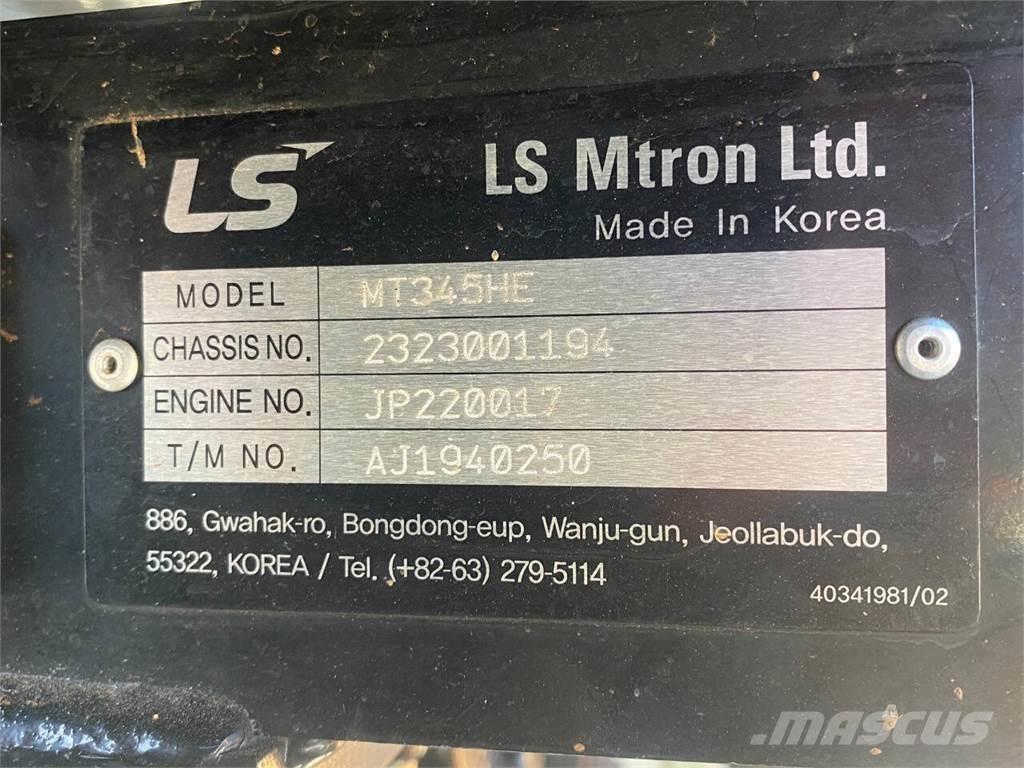 LS LS Mtron Ltd.
Made In Korea
MODEL MT345HE
CHASSIS NO. 2323001194
ENGINE NO. JP220017
T/M NO. AJ1940250
886, Gwahak-ro, Bongdong-eup, Wanju-gun, Jeollabuk-do,
55322, KOREA / Tel. (+82-63) 279-5114
40341981/02
MASCUS